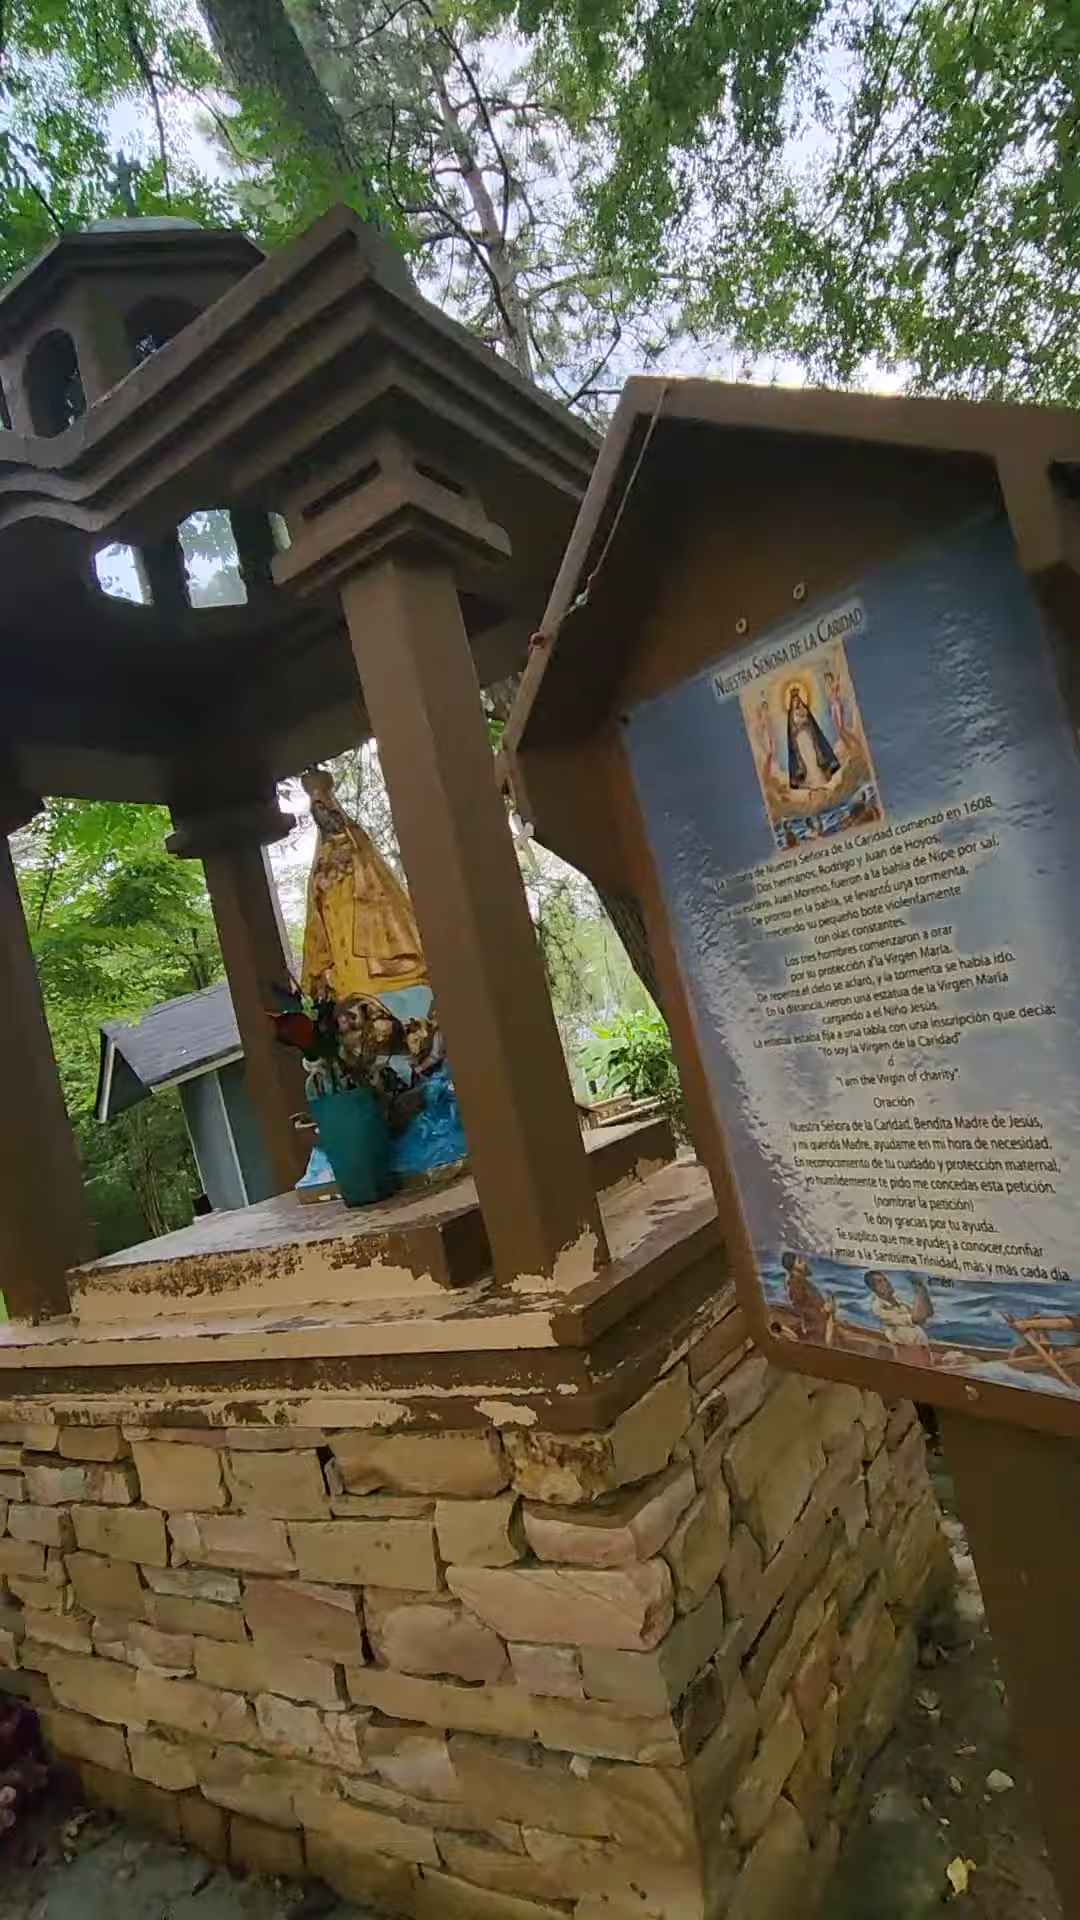 NUESTRA SEÑORA DE LA CARIDAD
La historia de Nuestra Señora de la Caridad comenzó en 1608.
Dos hermanos, Rodrigo y Juan de Hoyos,
y su esclavo, Juan Moreno, fueron a la bahia de Nipe por sal.
De pronto en la bahia, se levantó una tormenta,
meciendo su pequeño bote violentamente
con olas constantes.
Los tres hombres comenzaron a orar
por su protección a la Virgen María.
De repente el cielo se aclaró, y la tormenta se habia ido.
En la distancia, vieron una estatua de la Virgen María
cargando a el Niño Jesús.
La estatua estaba fija a una tabla con una inscripción que decia:
"Yo soy la Virgen de la Caridad"
ó
"I am the Virgin of charity".
Oración
Nuestra Señora de la Caridad, Bendita Madre de Jesús,
y mi querida Madre, ayudame en mi hora de necesidad.
En reconocimiento de tu cuidado y protección maternal,
yo humildemente te pido me concedas esta petición.
(nombrar la petición)
Te doy gracias por tu ayuda.
Te suplico que me ayudes a conocer,confiar
y amar a la Santisima Trinidad, más y más cada dia
amén